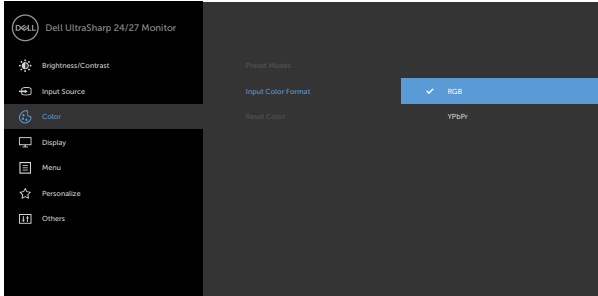 DELL Dell UltraSharp 24/27 Monitor
Brightness/Contrast
Preset Modes
Input Source
Input Color Format
RGB
Color
Reset Color
YPbPr
Display
Menu
Personalize
Others